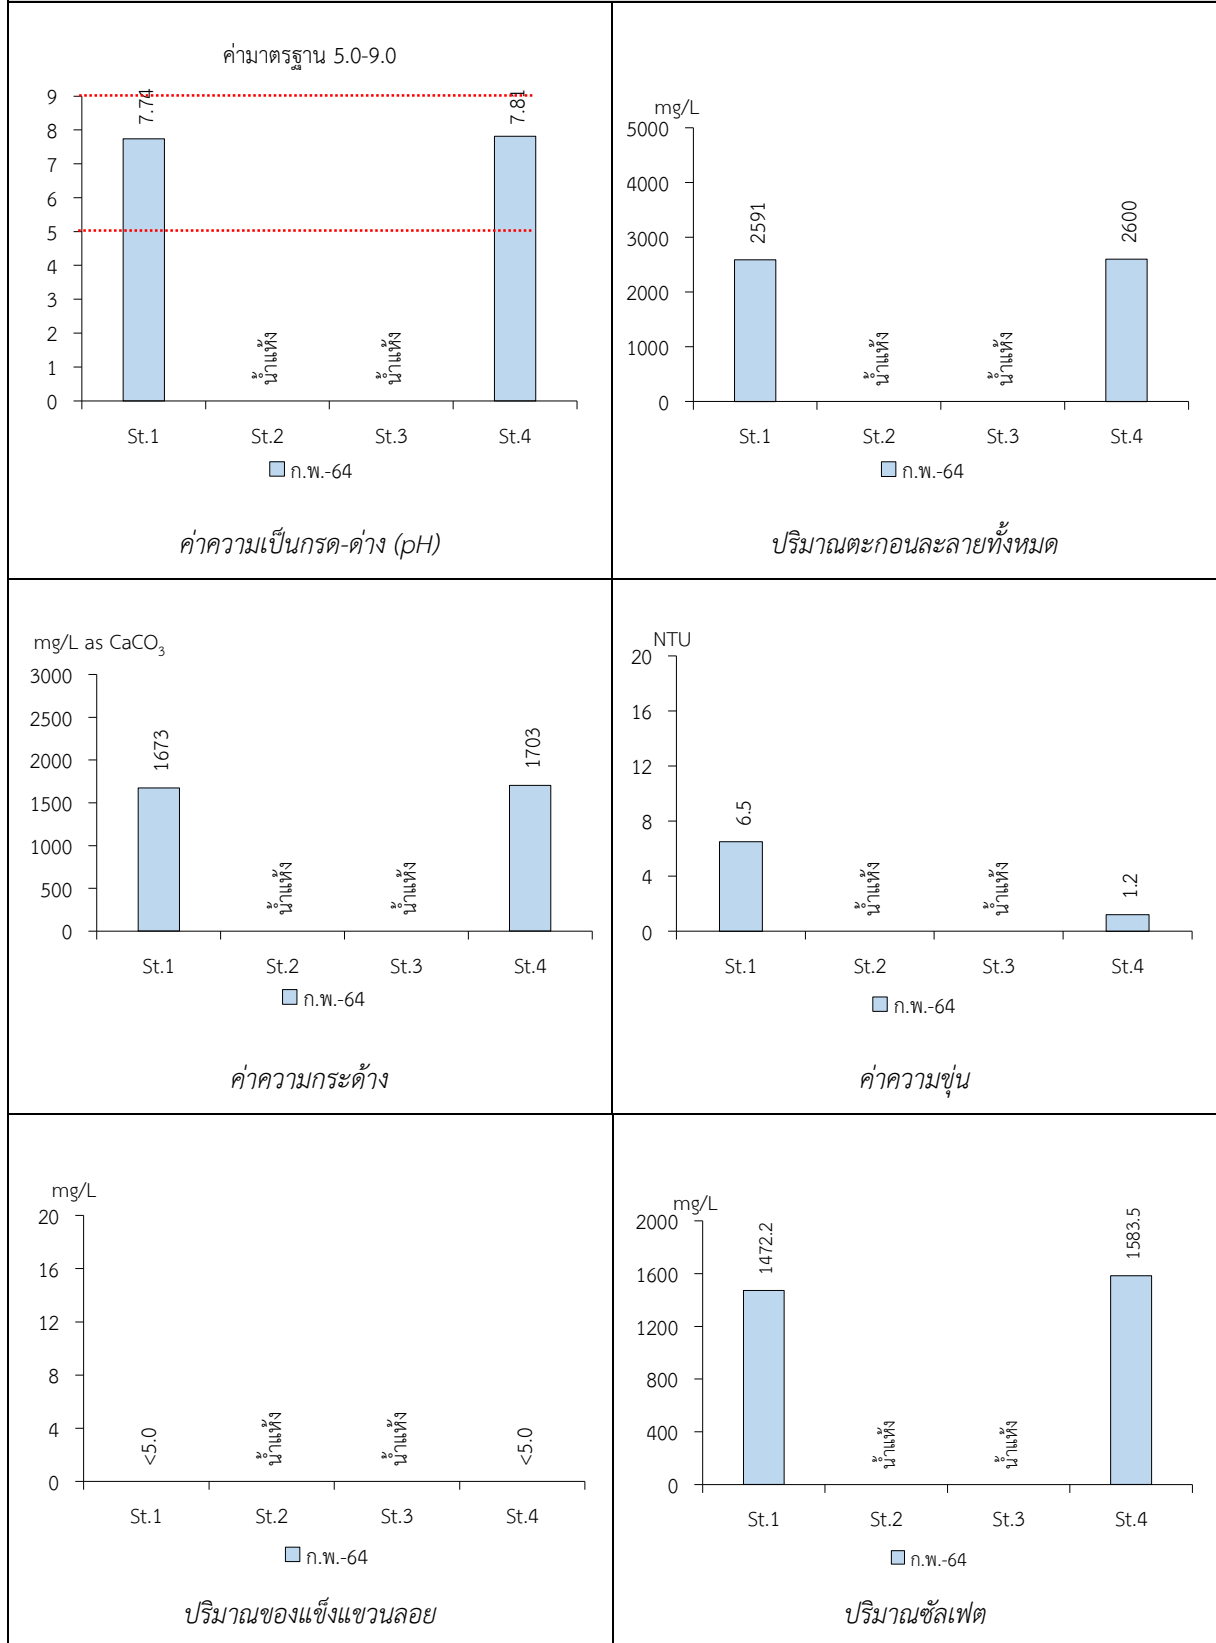 ค่ามาตรฐาน 5.0-9.0
9
8
7
6
5
4
3
2
1
0
7.74
น้ำแห้ง
น้ำแห้ง
7.81
St.1 St.2 St.3 St.4
ก.พ.-64
ค่าความเป็นกรด-ด่าง (pH)
mg/L
5000
4000
3000
2000
1000
0
2591
น้ำแห้ง
น้ำแห้ง
2600
St.1 St.2 St.3 St.4
ก.พ.-64
ปริมาณตะกอนละลายทั้งหมด
mg/L as CaCO₃
3000
2500
2000
1500
1000
500
0
1673
น้ำแห้ง
น้ำแห้ง
1703
St.1 St.2 St.3 St.4
ก.พ.-64
ค่าความกระด้าง
NTU
20
16
12
8
4
0
6.5
น้ำแห้ง
น้ำแห้ง
1.2
St.1 St.2 St.3 St.4
ก.พ.-64
ค่าความขุ่น
mg/L
20
16
12
8
4
0
<5.0
น้ำแห้ง
น้ำแห้ง
<5.0
St.1 St.2 St.3 St.4
ก.พ.-64
ปริมาณของแข็งแขวนลอย
mg/L
2000
1600
1200
800
400
0
1472.2
น้ำแห้ง
น้ำแห้ง
1583.5
St.1 St.2 St.3 St.4
ก.พ.-64
ปริมาณซัลเฟต